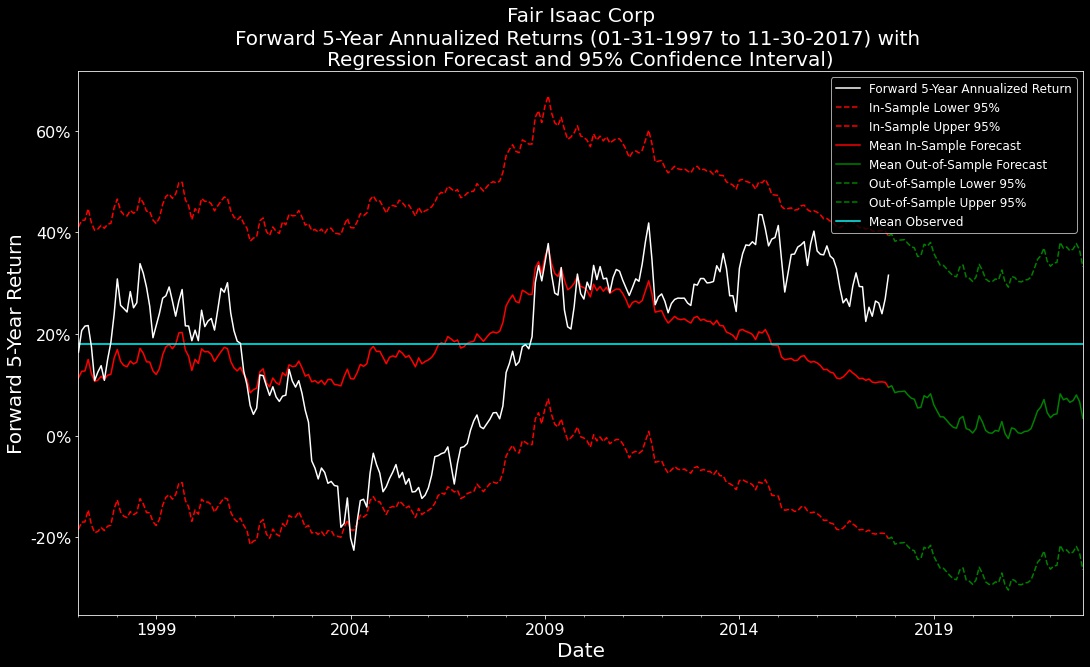 Fair Isaac Corp
Forward 5-Year Annualized Returns (01-31-1997 to 11-30-2017) with
Regression Forecast and 95% Confidence Interval)
Forward 5-Year Annualized Return
In-Sample Lower 95%
In-Sample Upper 95%
Mean In-Sample Forecast
Mean Out-of-Sample Forecast
Out-of-Sample Lower 95%
Out-of-Sample Upper 95%
Mean Observed
Forward 5-Year Return
60%
40%
20%
0%
-20%
1999 2004 2009 2014 2019
Date